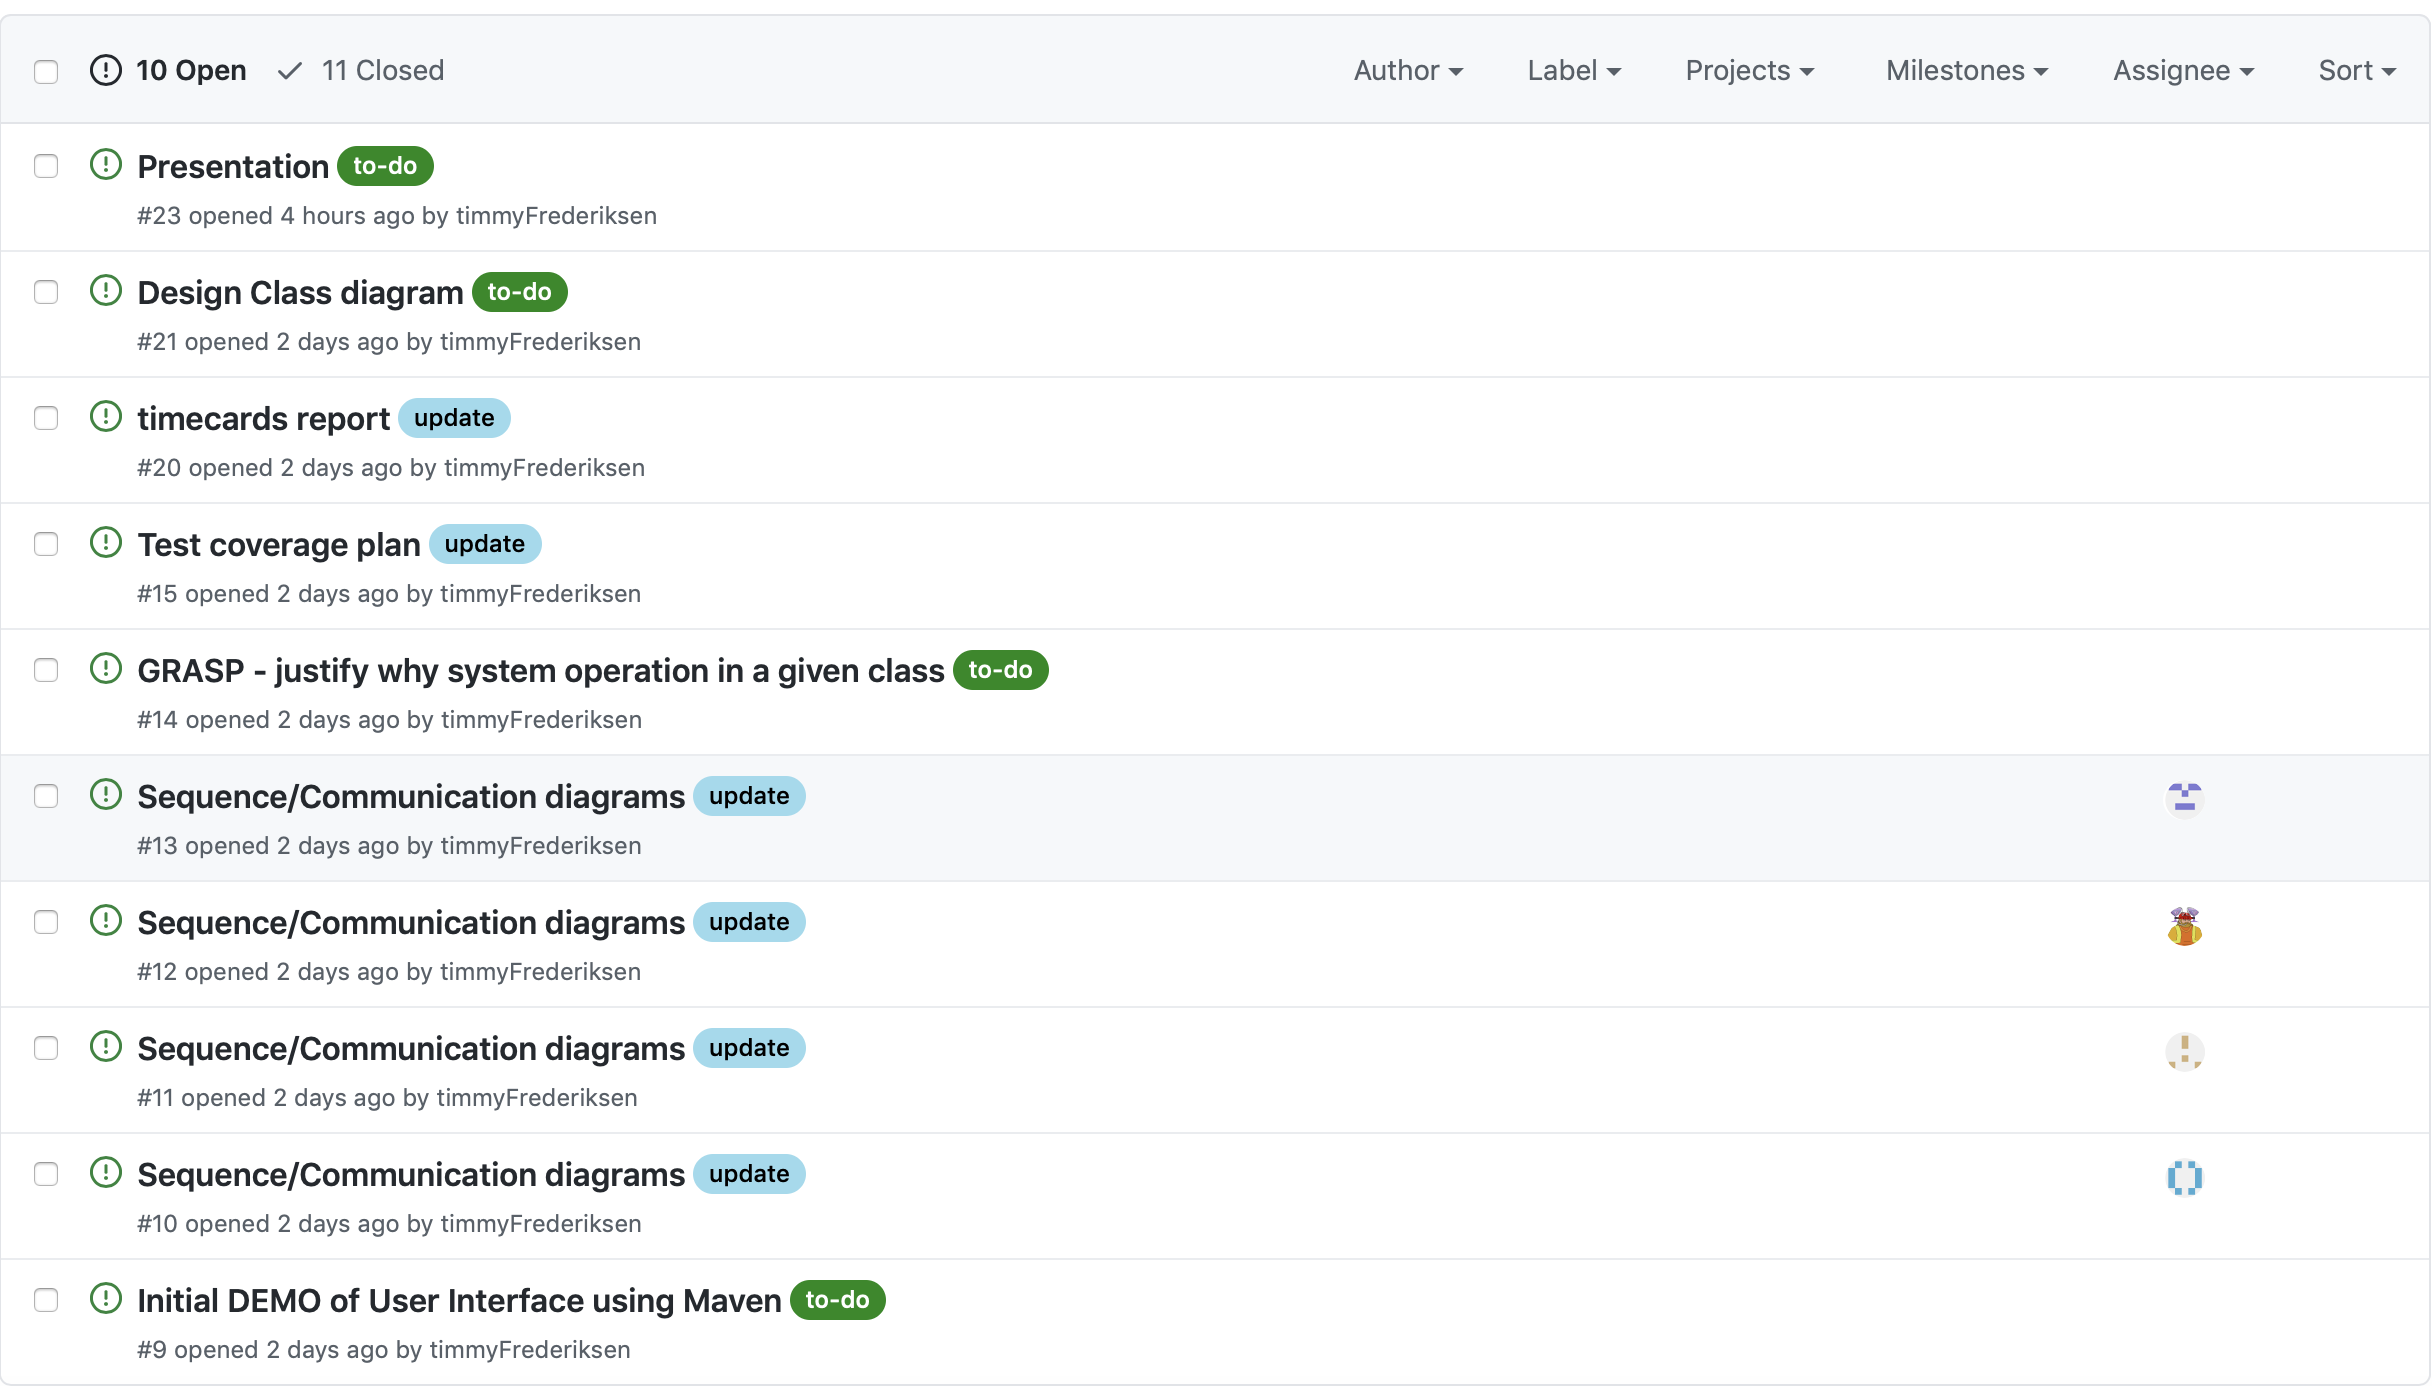 10 Open 11 Closed Author Label Projects Milestones Assignee Sort
Presentation to-do
#23 opened 4 hours ago by timmyFrederiksen
Design Class diagram to-do
#21 opened 2 days ago by timmyFrederiksen
timecards report update
#20 opened 2 days ago by timmyFrederiksen
Test coverage plan update
#15 opened 2 days ago by timmyFrederiksen
GRASP - justify why system operation in a given class to-do
#14 opened 2 days ago by timmyFrederiksen
Sequence/Communication diagrams update
#13 opened 2 days ago by timmyFrederiksen
Sequence/Communication diagrams update
#12 opened 2 days ago by timmyFrederiksen
Sequence/Communication diagrams update
#11 opened 2 days ago by timmyFrederiksen
Sequence/Communication diagrams update
#10 opened 2 days ago by timmyFrederiksen
Initial DEMO of User Interface using Maven to-do
#9 opened 2 days ago by timmyFrederiksen